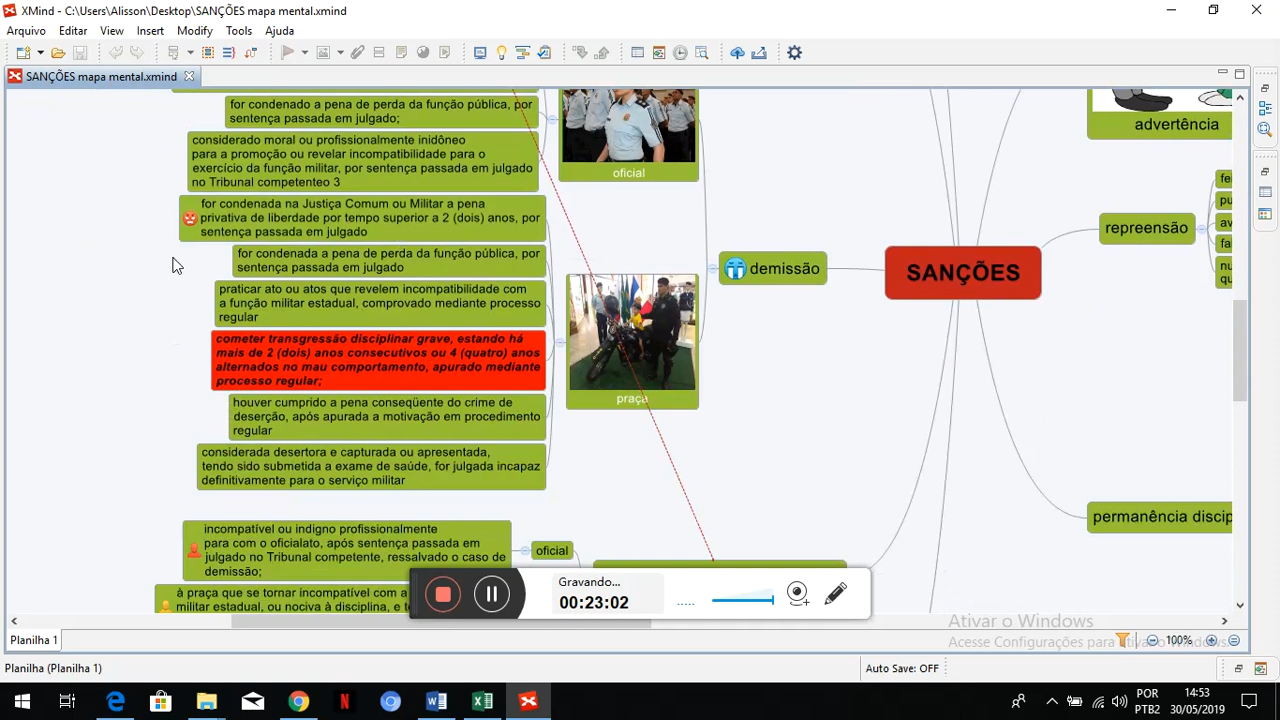 XMind - C:\Users\Alisson\Desktop\SANÇÕES mapa mental.xmind
Arquivo Editar View Insert Modify Tools Ajuda
SANÇÕES mapa mental.xmind
for condenado a pena de perda da função pública, por
sentença passada em julgado;
considerado moral ou profissionalmente inidôneo
para a promoção ou revelar incompatibilidade para o
exercício da função militar, por sentença passada em julgado
no Tribunal competenteo 3
oficial
for condenada na Justiça Comum ou Militar a pena
privativa de liberdade por tempo superior a 2 (dois) anos, por
sentença passada em julgado
for condenada a pena de perda da função pública, por
sentença passada em julgado
praticar ato ou atos que revelem incompatibilidade com
a função militar estadual, comprovado mediante processo
regular
cometer transgressão disciplinar grave, estando há
mais de 2 (dois) anos consecutivos ou 4 (quatro) anos
alternados no mau comportamento, apurado mediante
processo regular;
houver cumprido a pena conseqüente do crime de
deserção, após apurada a motivação em procedimento
regular
considerada desertora e capturada ou apresentada,
tendo sido submetida a exame de saúde, for julgada incapaz
definitivamente para o serviço militar
praça
demissão
SANÇÕES
advertência
repreensão
fe
pu
av
fal
nu
qu
permanência discip
incompatível ou indigno profissionalmente
para com o oficialato, após sentença passada em
julgado no Tribunal competente, ressalvado o caso de
demissão;
oficial
à praça que se tornar incompatível com a
militar estadual, ou nociva à disciplina, e t
Gravando...
00:23:02
Ativar o Windows
Acesse Configurações para ativar o Windows.
Planilha 1
100%
Planilha (Planilha 1)
Auto Save: OFF
POR
PTB2
14:53
30/05/2019